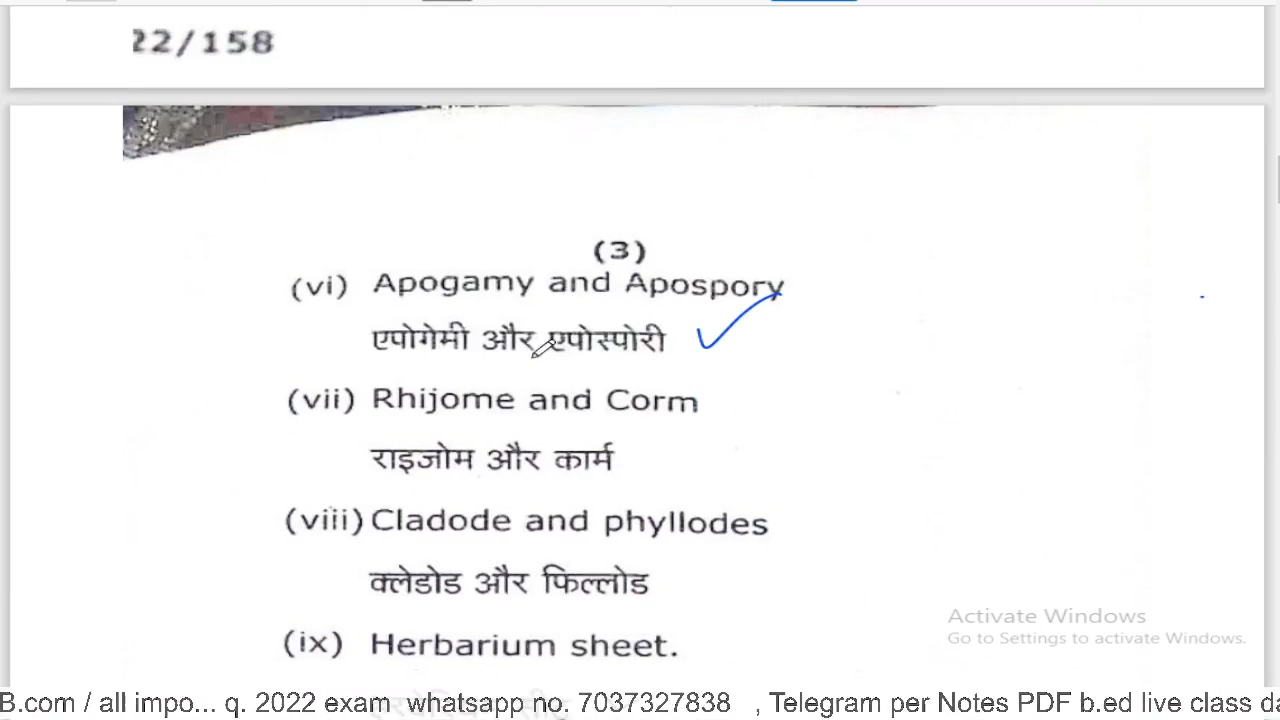 22/158
(3)
(vi) Apogamy and Apospory
एपोगेमी और एपोस्पोरी
(vii) Rhijome and Corm
राइजोम और कार्म
(viii) Cladode and phyllodes
क्लेडोड और फिल्लोड
(ix) Herbarium sheet.
Activate Windows
Go to Settings to activate Windows.
B.com / all impo... q. 2022 exam whatsapp no. 7037327838 , Telegram per Notes PDF b.ed live class